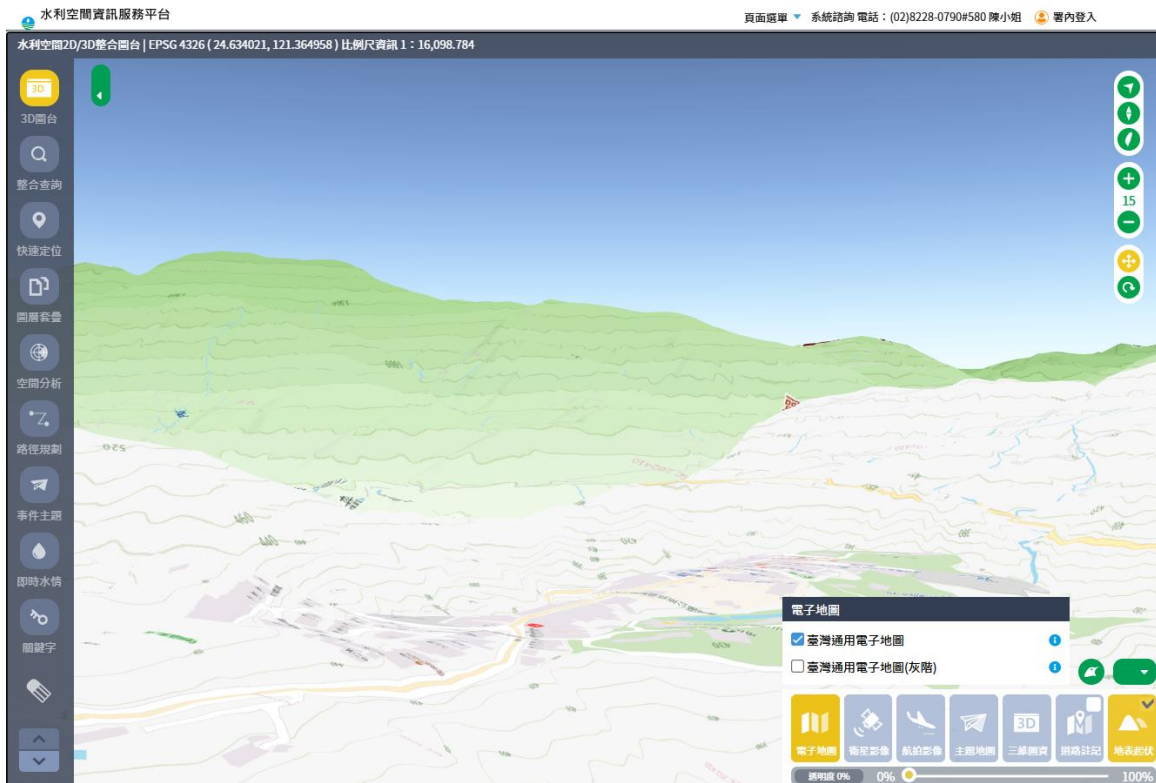 水利空間資訊服務平台
頁面選單 ▼ 系統諮詢 電話：(02)8228-0790#580 陳小姐 署內登入
水利空間2D/3D整合圖台 | EPSG 4326 ( 24.634021, 121.364958 ) 比例尺資訊 1：16,098.784
3D
3D圖台
整合查詢
快速定位
圖層套疊
空間分析
路徑規劃
事件主題
即時水情
關鍵字
15
520
460
440
電子地圖
臺灣通用電子地圖
臺灣通用電子地圖(灰階)
電子地圖 衛星影像 航拍影像 主題地圖 3D 三維圖資 道路註記 地表起伏
透明度 0% 0% 100%